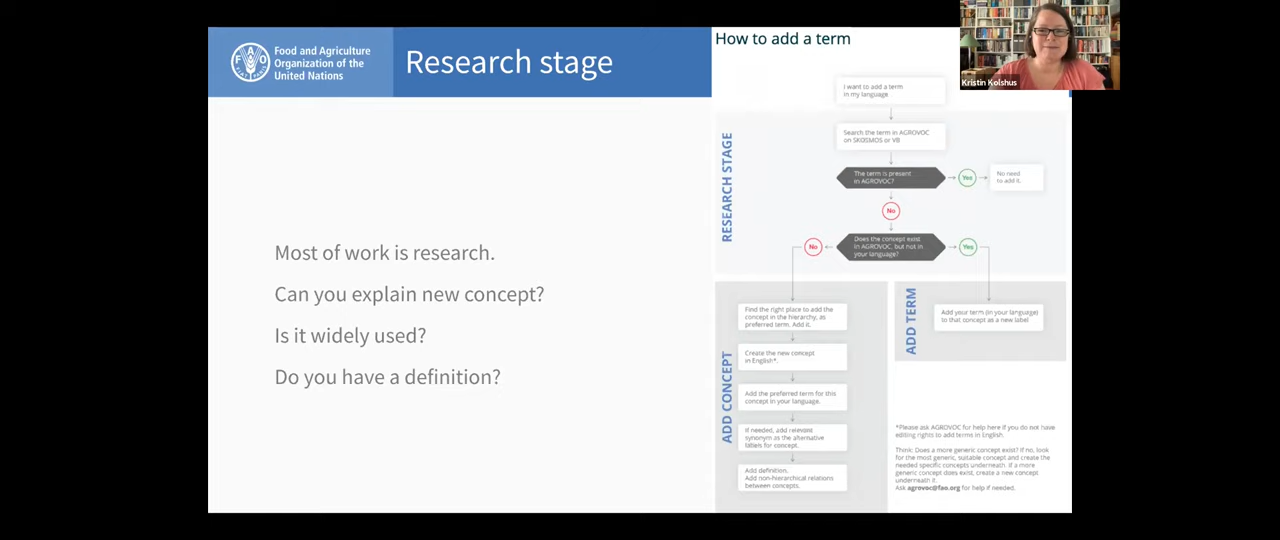 Food and Agriculture
Organization of the
United Nations
Research stage
Most of work is research.
Can you explain new concept?
Is it widely used?
Do you have a definition?
How to add a term
RESEARCH STAGE
I want to add a term
in my language
Search the term in AGROVOC
on SKOSMOS or VB
The term is present
in AGROVOC?
Yes
No need
to add it.
No
Does the concept exist
in AGROVOC, but not in
your language?
No
Yes
ADD CONCEPT
Find the right place to add the
concept in the hierarchy, as
preferred term. Add it.
Create the new concept
in English*.
Add the preferred term for this
concept in your language.
If needed, add relevant
synonym as the alternative
labels for concept.
Add definition.
Add non-hierarchical relations
between concepts.
ADD TERM
Add your term (in your language)
to that concept as a new label
*Please ask AGROVOC for help here if you do not have
editing rights to add terms in English.
Think: Does a more generic concept exist? If no, look
for the most generic, suitable concept and create the
needed specific concepts underneath. If a more
generic concept does exist, create a new concept
underneath it.
Ask agrovoc@fao.org for help if needed.
Kristin Kolshus